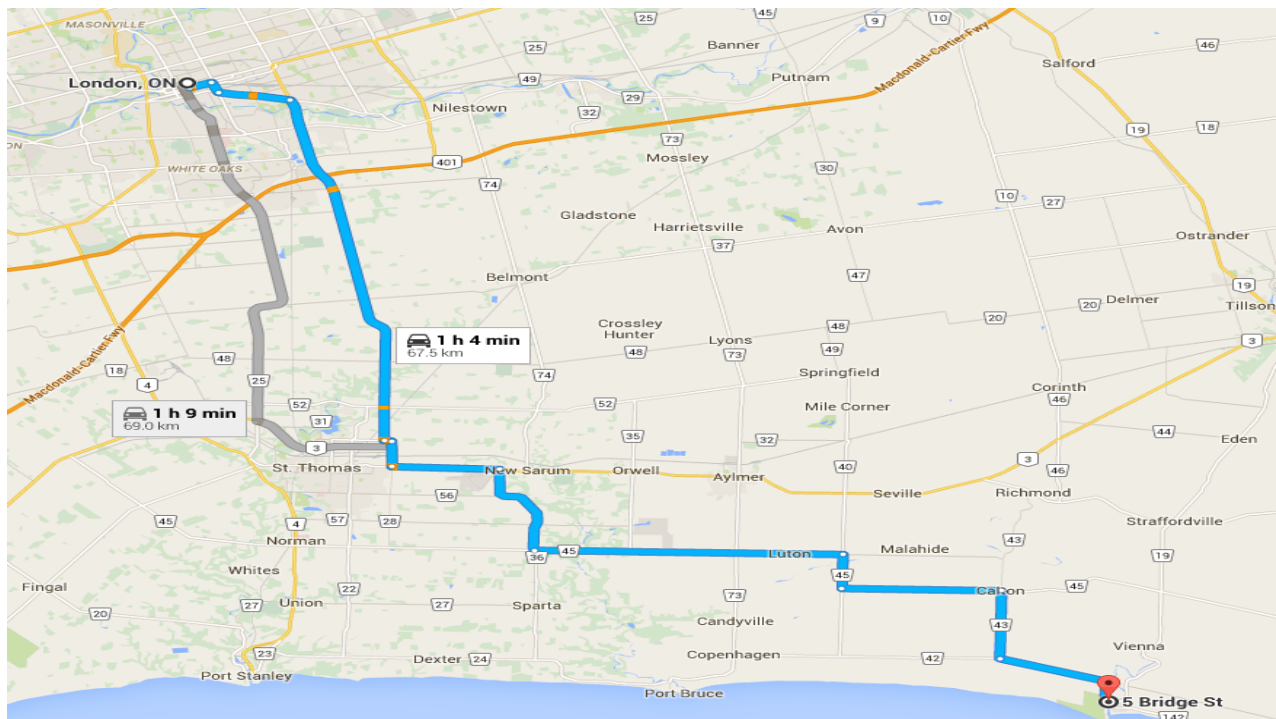 MASONVILLE
25
45
9
10
Banner
46
London, ON
49
Putnam
Salford
Macdonald-Cartier Fwy
Nilestown
29
32
19
18
73
Mossley
WHITE OAKS
401
30
74
10
27
Gladstone
Harrietsville
Avon
37
Ostrander
Belmont
47
19
Delmer
20
Tillson
20
Crossley
Hunter
48
Lyons
1 h 4 min
67.5 km
48
73
49
3
Macdonald-Cartier Fwy
48
18
4
25
74
Springfield
Corinth
46
1 h 9 min
69.0 km
52
31
52
Mile Corner
44
3
35
32
Eden
St. Thomas
New Sarum
Orwell
Aylmer
40
3
46
56
Seville
Richmond
45
4
57
28
Straffordville
Norman
36
45
Luton
Malahide
43
19
Whites
45
45
Fingal
22
Calton
20
27
Union
27
Sparta
73
Candyville
43
23
Dexter
24
Copenhagen
42
Vienna
Port Stanley
Port Bruce
5 Bridge St
142